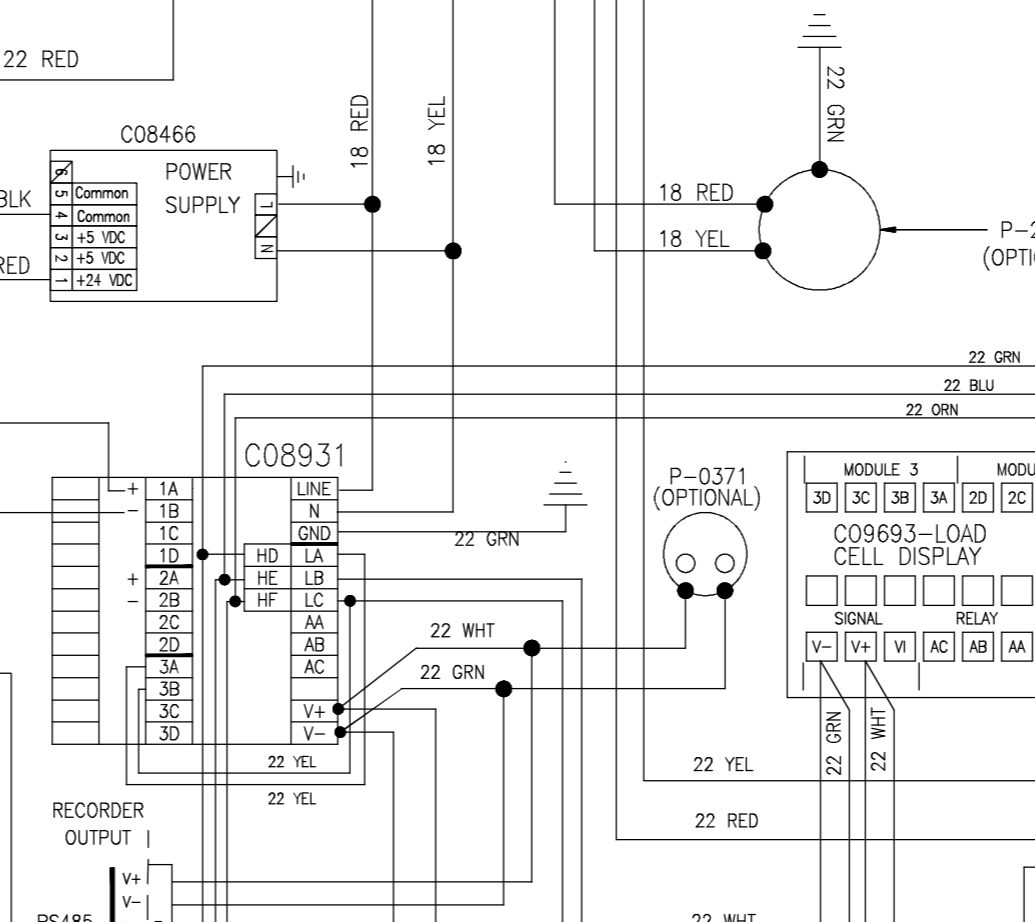 22 RED
C08466
POWER
SUPPLY
6
5 Common
4 Common
3 +5 VDC
2 +5 VDC
1 +24 VDC
L
N
BLK
RED
18 RED
18 YEL
22 GRN
18 RED
18 YEL
P-2
(OPTI
22 GRN
22 BLU
22 ORN
C08931
+ 1A
- 1B
1C
1D
+ 2A
- 2B
2C
2D
3A
3B
3C
3D
HD
HE
HF
LINE
N
GND
LA
LB
LC
AA
AB
AC
V+
V-
22 GRN
22 WHT
22 GRN
22 YEL
22 YEL
P-0371
(OPTIONAL)
MODULE 3
MODU
3D 3C 3B 3A 2D 2C
C09693-LOAD
CELL DISPLAY
SIGNAL
RELAY
V- V+ VI AC AB AA
22 GRN
22 WHT
22 YEL
22 RED
22 WHT
RECORDER
OUTPUT
V+
V-
RS485